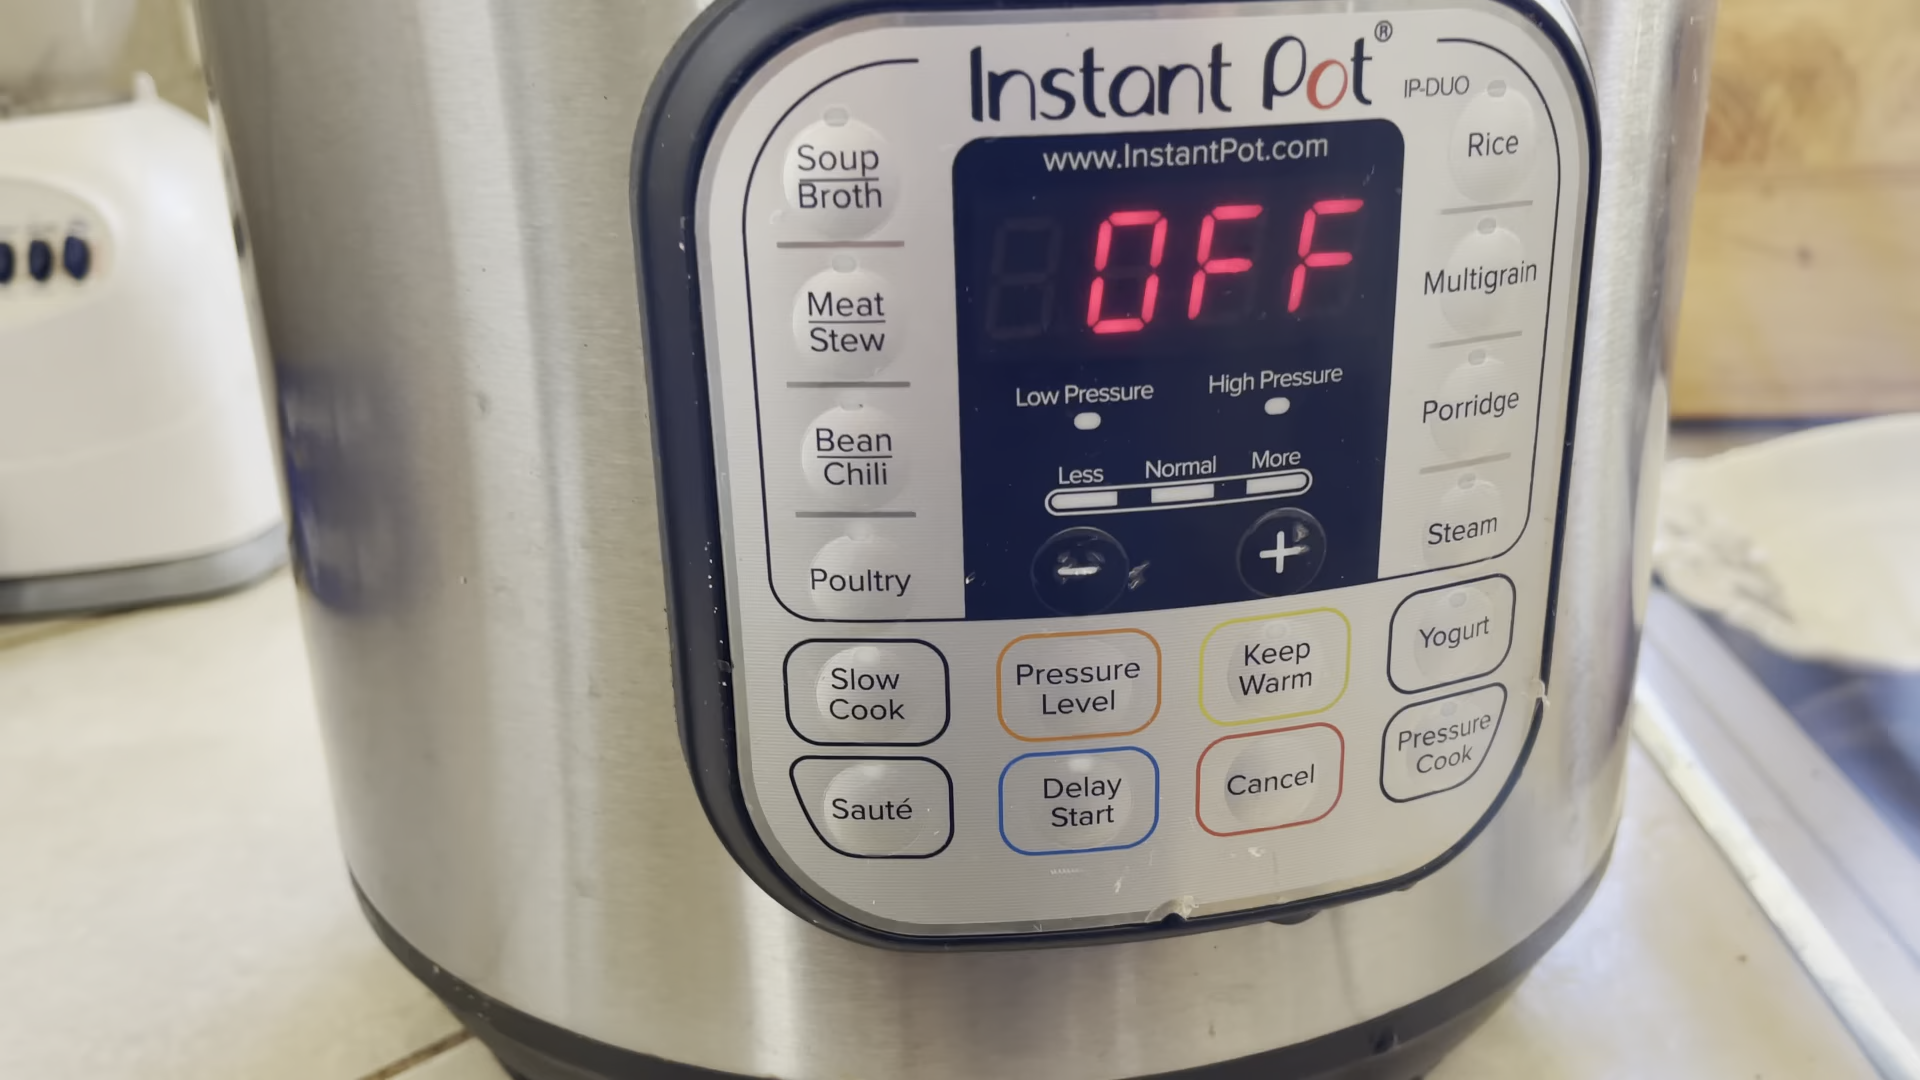 Instant Pot®
IP-DUO
www.InstantPot.com
OFF
Low Pressure
High Pressure
Less
Normal
More
-
+
Soup
Broth
Meat
Stew
Bean
Chili
Poultry
Rice
Multigrain
Porridge
Steam
Slow
Cook
Pressure
Level
Keep
Warm
Yogurt
Sauté
Delay
Start
Cancel
Pressure
Cook